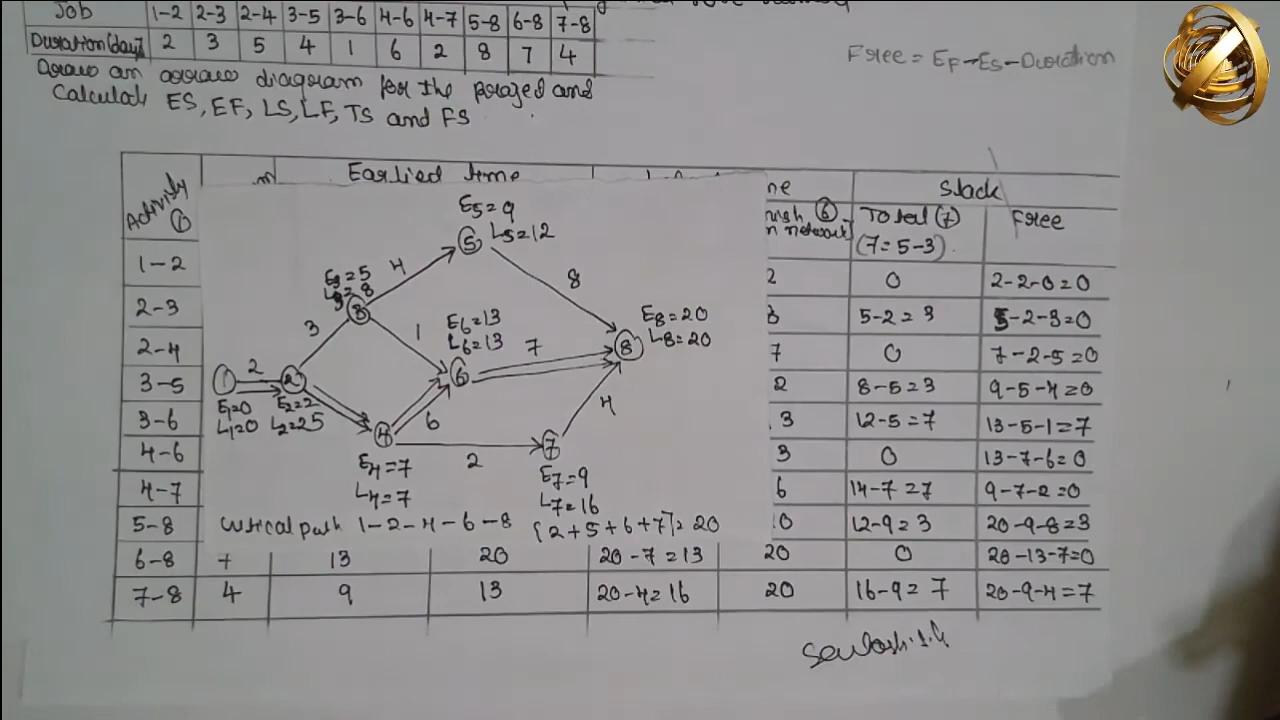 Job 1-2 2-3 2-4 3-5 3-6 4-6 4-7 5-8 6-8 7-8
Duration(day) 2 3 5 4 1 6 2 8 7 4
Free = EF-ES-Duration
Draw an arrow diagram for the project and
Calculate ES, EF, LS, LF, TS and FS
Activity
①
Earlied time
ne
Slack
nish ⑥
n network)
Total (7)
(7=5-3)
Free
1-2 2 0 2-2-0=0
2-3 8 5-2=3 5-2-3=0
2-4 7 0 7-2-5=0
3-5 2 8-5=3 9-5-4=0
3-6 3 12-5=7 13-5-1=7
4-6 3 0 13-7-6=0
4-7 6 14-7=7 9-7-2=0
5-8 0 12-9=3 20-9-8=3
6-8 7 13 20 20-7=13 20 0 20-13-7=0
7-8 4 9 13 20-4=16 20 16-9=7 20-9-4=7
E5=9
L5=12
5
E3=5
L3=8
3
4
8
3
1
E6=13
L6=13
6
7
E8=20
L8=20
8
1
2
2
E1=0
L1=0
E2=2
4
6
2
7
4
E4=7
L4=7
E7=9
L7=16
Critical path 1-2-4-6-8 {2+5+6+7}=20